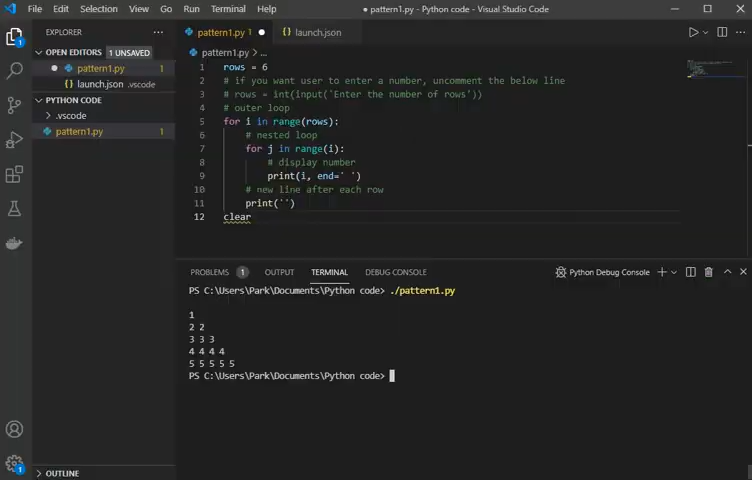 File Edit Selection View Go Run Terminal Help
● pattern1.py - Python code - Visual Studio Code
EXPLORER
OPEN EDITORS 1 UNSAVED
pattern1.py 1
launch.json .vscode
PYTHON CODE
.vscode
pattern1.py 1
OUTLINE
1
1
pattern1.py 1 ● launch.json
pattern1.py > ...
1 rows = 6
2 # if you want user to enter a number, uncomment the below line
3 # rows = int(input('Enter the number of rows'))
4 # outer loop
5 for i in range(rows):
6 # nested loop
7 for j in range(i):
8 # display number
9 print(i, end=' ')
10 # new line after each row
11 print('')
12 clear
PROBLEMS 1 OUTPUT TERMINAL DEBUG CONSOLE Python Debug Console
PS C:\Users\Park\Documents\Python code> ./pattern1.py
1
2 2
3 3 3
4 4 4 4
5 5 5 5 5
PS C:\Users\Park\Documents\Python code>